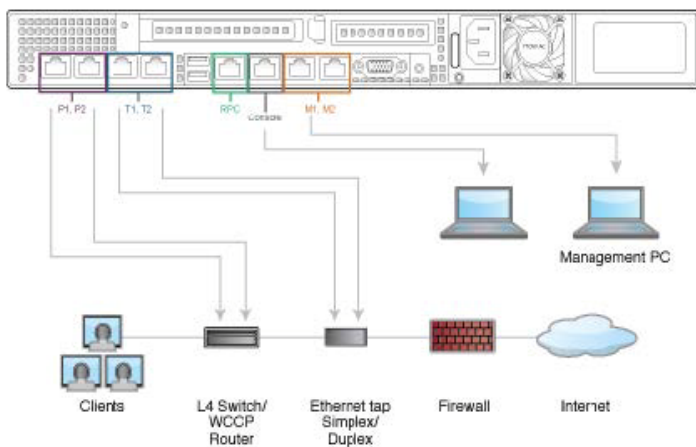 P1, P2
T1, T2
RPC
Console
M1, M2
Management PC
Clients
L4 Switch/
WCCP
Router
Ethernet tap
Simplex/
Duplex
Firewall
Internet